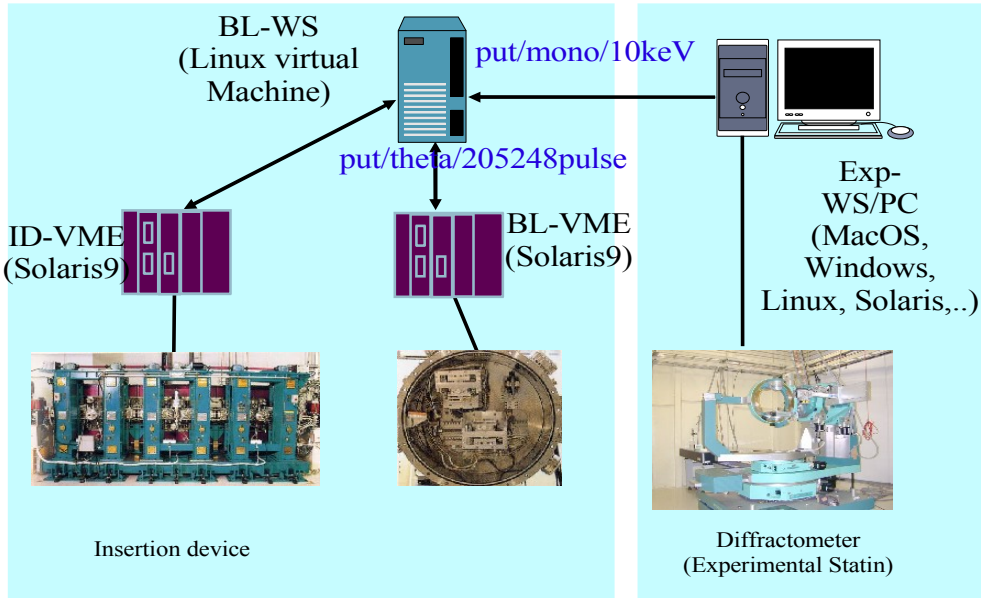 BL-WS
(Linux virtual
Machine)
put/mono/10keV
put/theta/205248pulse
ID-VME
(Solaris9)
BL-VME
(Solaris9)
Exp-
WS/PC
(MacOS,
Windows,
Linux, Solaris,..)
Insertion device
Diffractometer
(Experimental Statin)